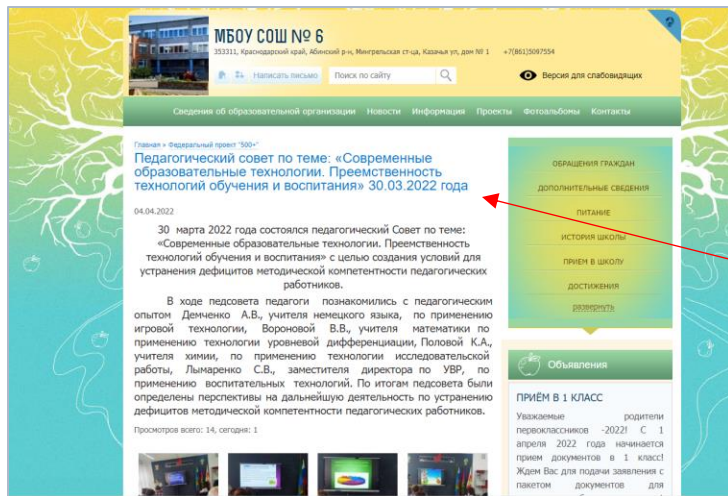 МБОУ СОШ № 6
353311, Краснодарский край, Абинский р-н, Мингрельская ст-ца, Казачья ул, дом № 1 +7(861)5097554
Написать письмо Поиск по сайту Версия для слабовидящих
Сведения об образовательной организации Новости Информация Проекты Фотоальбомы Контакты
Главная » Федеральный проект "500+"
Педагогический совет по теме: «Современные
образовательные технологии. Преемственность
технологий обучения и воспитания» 30.03.2022 года
04.04.2022
30 марта 2022 года состоялся педагогический Совет по теме:
«Современные образовательные технологии. Преемственность
технологий обучения и воспитания» с целью создания условий для
устранения дефицитов методической компетентности педагогических
работников.
В ходе педсовета педагоги познакомились с педагогическим
опытом Демченко А.В., учителя немецкого языка, по применению
игровой технологии, Вороновой В.В., учителя математики по
применению технологии уровневой дифференциации, Половой К.А.,
учителя химии, по применению технологии исследовательской
работы, Лымаренко С.В., заместителя директора по УВР, по
применению воспитательных технологий. По итогам педсовета были
определены перспективы на дальнейшую деятельность по устранению
дефицитов методической компетентности педагогических работников.
Просмотров всего: 14, сегодня: 1
ОБРАЩЕНИЯ ГРАЖДАН
ДОПОЛНИТЕЛЬНЫЕ СВЕДЕНИЯ
ПИТАНИЕ
ИСТОРИЯ ШКОЛЫ
ПРИЕМ В ШКОЛУ
ДОСТИЖЕНИЯ
развернуть
Объявления
ПРИЁМ В 1 КЛАСС
Уважаемые родители
первоклассников -2022! С 1
апреля 2022 года начинается
прием документов в 1 класс!
Ждем Вас для подачи заявления с
пакетом документов для